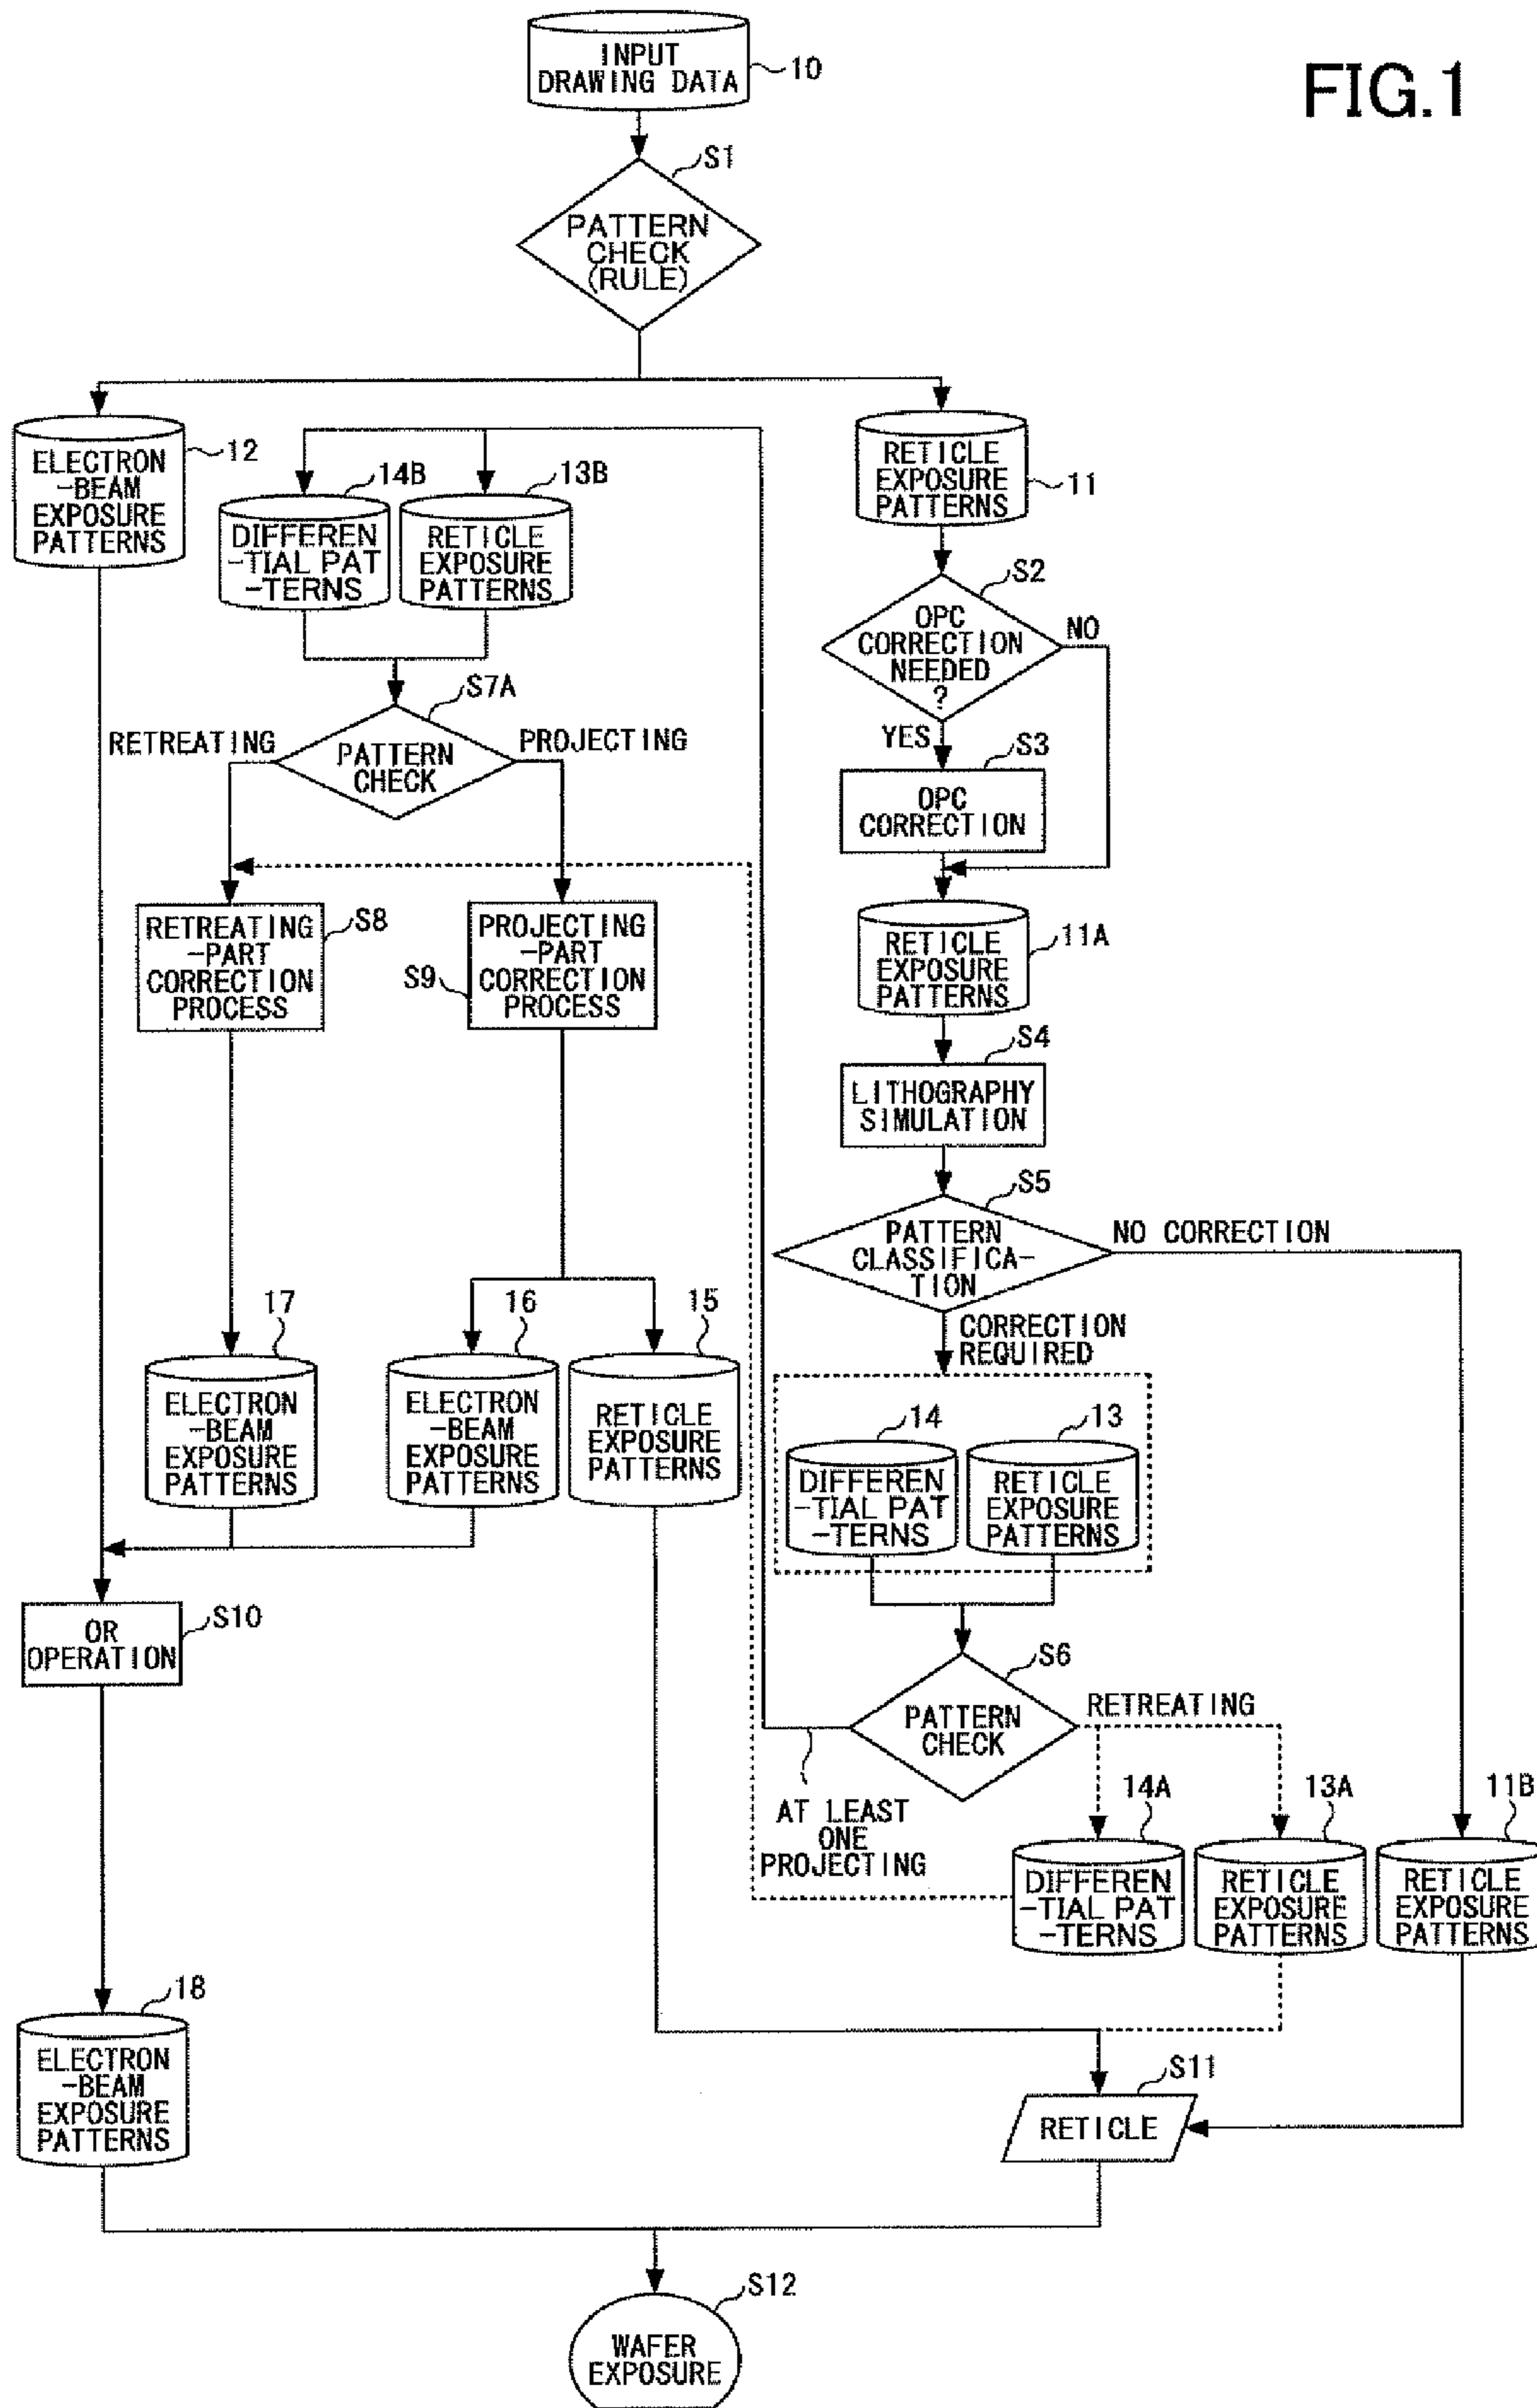 FIG.1
INPUT
DRAWING DATA
10
S1
PATTERN
CHECK
(RULE)
ELECTRON
-BEAM
EXPOSURE
PATTERNS
12
14B
DIFFEREN
-TIAL PAT
-TERNS
13B
RETICLE
EXPOSURE
PATTERNS
RETICLE
EXPOSURE
PATTERNS
11
S2
OPC
CORRECTION
NEEDED
?
NO
YES
S3
OPC
CORRECTION
S7A
RETREATING
PATTERN
CHECK
PROJECTING
RETREATING
-PART
CORRECTION
PROCESS
S8
S9
PROJECTING
-PART
CORRECTION
PROCESS
RETICLE
EXPOSURE
PATTERNS
11A
S4
LITHOGRAPHY
SIMULATION
S5
PATTERN
CLASSIFICA-
TION
NO CORRECTION
CORRECTION
REQUIRED
17
ELECTRON
-BEAM
EXPOSURE
PATTERNS
16
ELECTRON
-BEAM
EXPOSURE
PATTERNS
15
RETICLE
EXPOSURE
PATTERNS
14
DIFFEREN
-TIAL PAT
-TERNS
13
RETICLE
EXPOSURE
PATTERNS
OR
OPERATION
S10
S6
PATTERN
CHECK
RETREATING
AT LEAST
ONE
PROJECTING
14A
DIFFEREN
-TIAL PAT
-TERNS
13A
RETICLE
EXPOSURE
PATTERNS
11B
RETICLE
EXPOSURE
PATTERNS
18
ELECTRON
-BEAM
EXPOSURE
PATTERNS
S11
RETICLE
S12
WAFER
EXPOSURE